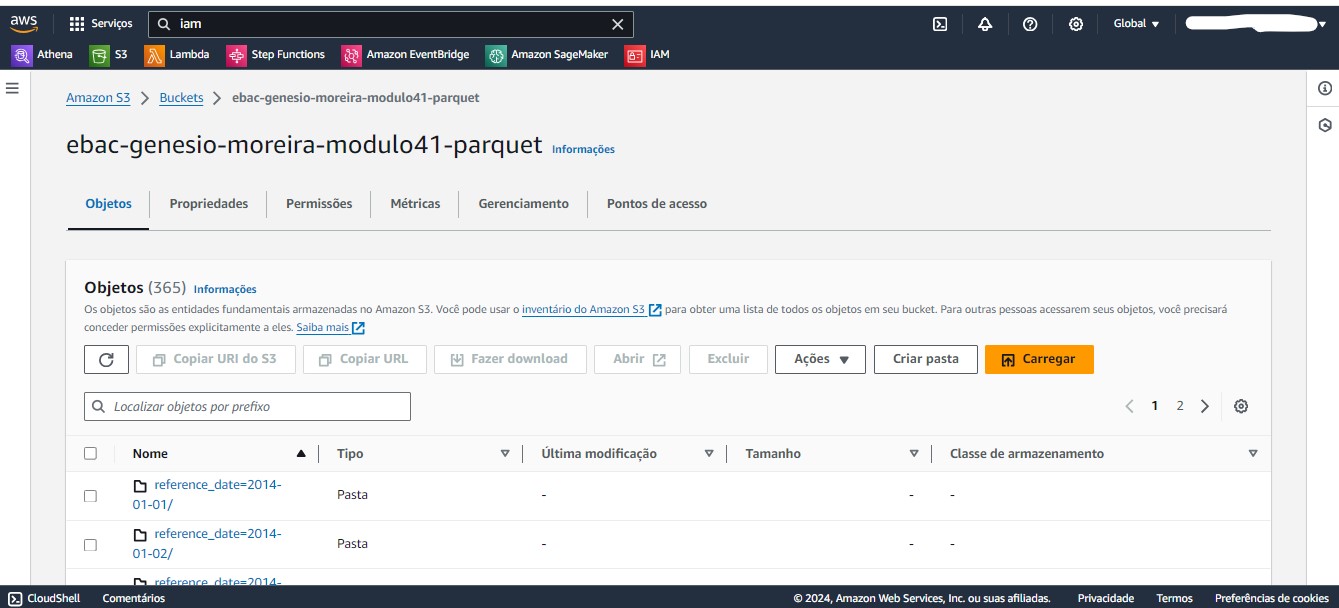 aws Serviços iam Global
Athena S3 Lambda Step Functions Amazon EventBridge Amazon SageMaker IAM
Amazon S3 > Buckets > ebac-genesio-moreira-modulo41-parquet
ebac-genesio-moreira-modulo41-parquet Informações
Objetos Propriedades Permissões Métricas Gerenciamento Pontos de acesso
Objetos (365) Informações
Os objetos são as entidades fundamentais armazenadas no Amazon S3. Você pode usar o inventário do Amazon S3 para obter uma lista de todos os objetos em seu bucket. Para outras pessoas acessarem seus objetos, você precisará
conceder permissões explicitamente a eles. Saiba mais
Copiar URI do S3 Copiar URL Fazer download Abrir Excluir Ações Criar pasta Carregar
Localizar objetos por prefixo 1 2
Nome Tipo Última modificação Tamanho Classe de armazenamento
reference_date=2014-
01-01/ Pasta - - -
reference_date=2014-
01-02/ Pasta - - -
reference_date=2014-
CloudShell Comentários © 2024, Amazon Web Services, Inc. ou suas afiliadas. Privacidade Termos Preferências de cookies